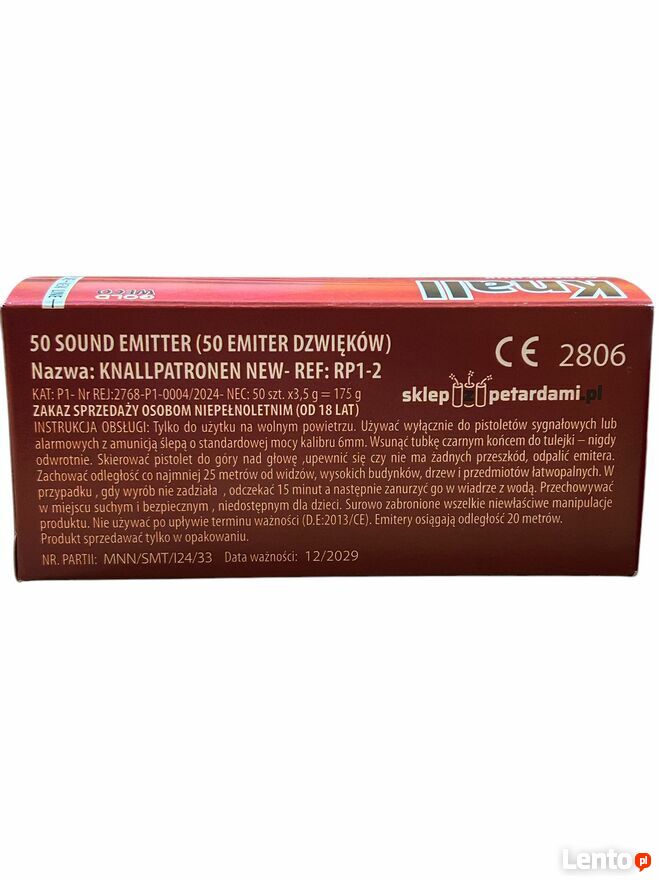 WECO
GOLD
Knall
50 SOUND EMITTER (50 EMITER DZWIĘKÓW)
Nazwa: KNALLPATRONEN NEW- REF: RP1-2
CE 2806
KAT: P1- Nr REJ:2768-P1-0004/2024- NEC: 50 szt. x3,5 g = 175 g
sklep z petardami.pl
ZAKAZ SPRZEDAŻY OSOBOM NIEPEŁNOLETNIM (OD 18 LAT)
INSTRUKCJA OBSŁUGI: Tylko do użytku na wolnym powietrzu. Używać wyłącznie do pistoletów sygnałowych lub
alarmowych z amunicją ślepą o standardowej mocy kalibru 6mm. Wsunąć tubkę czarnym końcem do tulejki – nigdy
odwrotnie. Skierować pistolet do góry nad głowę ,upewnić się czy nie ma żadnych przeszkód, odpalić emitera.
Zachować odległość co najmniej 25 metrów od widzów, wysokich budynków, drzew i przedmiotów łatwopalnych. W
przypadku , gdy wyrób nie zadziała , odczekać 15 minut a następnie zanurzyć go w wiadrze z wodą. Przechowywać
w miejscu suchym i bezpiecznym , niedostępnym dla dzieci. Surowo zabronione wszelkie niewłaściwe manipulacje
produktu. Nie używać po upływie terminu ważności (D.E:2013/CE). Emitery osiągają odległość 20 metrów.
Produkt sprzedawać tylko w opakowaniu.
NR. PARTII: MNN/SMT/I24/33 Data ważności: 12/2029
Lento.pl